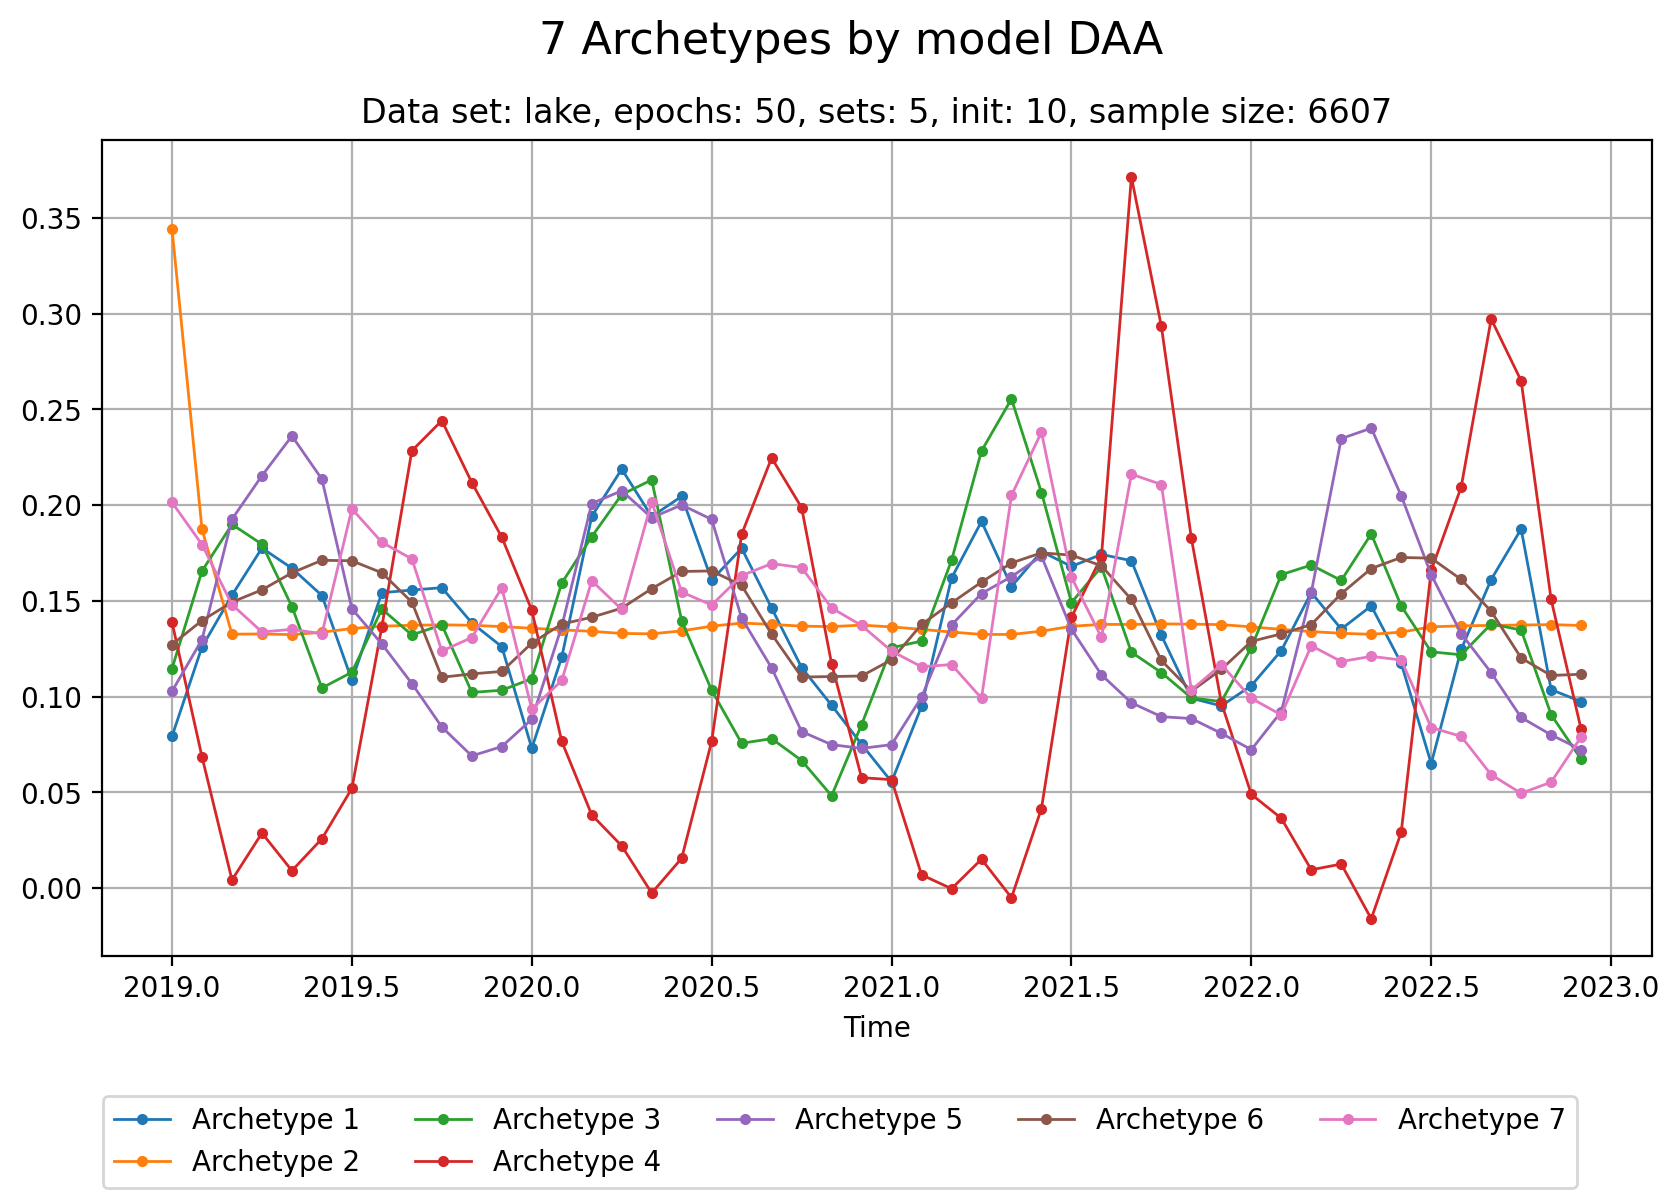 7 Archetypes by model DAA
Data set: lake, epochs: 50, sets: 5, init: 10, sample size: 6607
0.35
0.30
0.25
0.20
0.15
0.10
0.05
0.00
2019.0 2019.5 2020.0 2020.5 2021.0 2021.5 2022.0 2022.5 2023.0
Time
Archetype 1 Archetype 3 Archetype 5 Archetype 6 Archetype 7
Archetype 2 Archetype 4